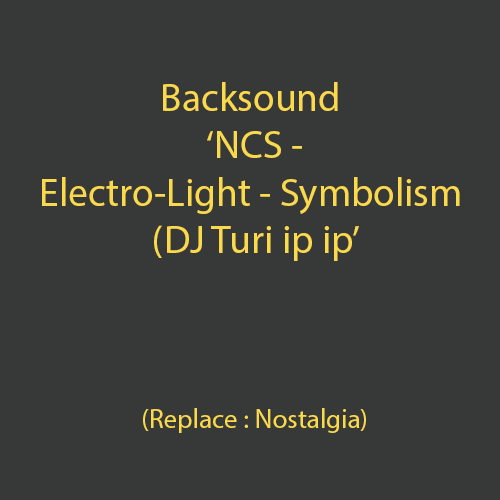 Backsound
‘NCS -
Electro-Light - Symbolism
(DJ Turi ip ip’
(Replace : Nostalgia)